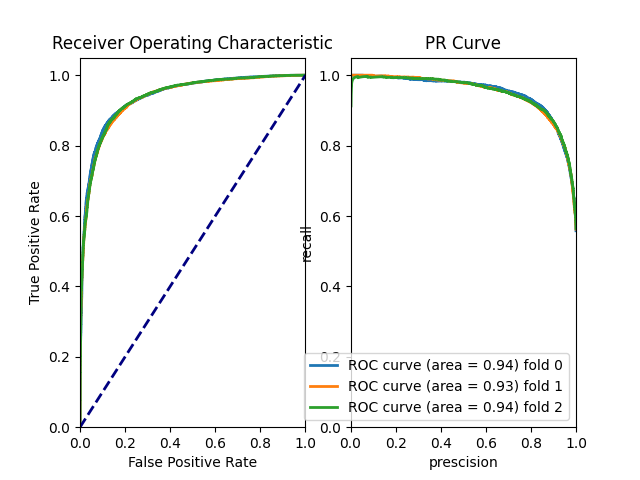 Receiver Operating Characteristic
PR Curve
1.0
0.8
0.6
0.4
0.2
0.0
True Positive Rate
0.0 0.2 0.4 0.6 0.8 1.0
False Positive Rate
1.0
0.8
0.6
0.4
0.2
0.0
recall
ROC curve (area = 0.94) fold 0
ROC curve (area = 0.93) fold 1
ROC curve (area = 0.94) fold 2
0.0 0.2 0.4 0.6 0.8 1.0
prescision